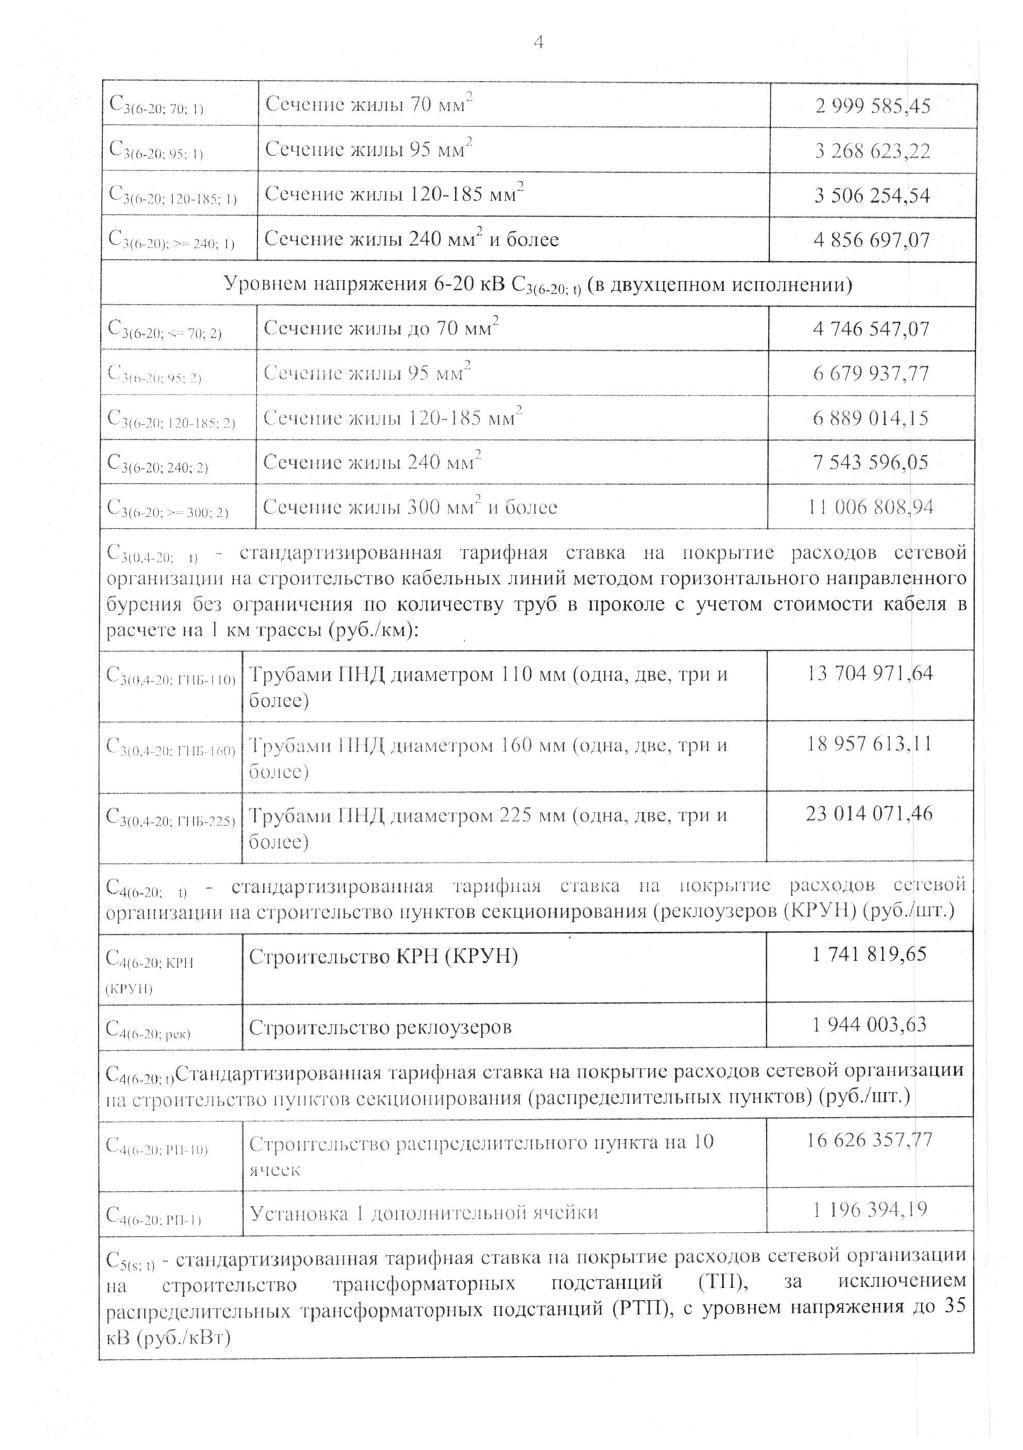 4
С3(6-20; 70; 1) Сечение жилы 70 мм2 2 999 585,45
С3(6-20; 95; 1) Сечение жилы 95 мм2 3 268 623,22
С3(6-20; 120-185; 1) Сечение жилы 120-185 мм2 3 506 254,54
С3(6-20); >= 240; 1) Сечение жилы 240 мм2 и более 4 856 697,07
Уровнем напряжения 6-20 кВ С3(6-20; t) (в двухцепном исполнении)
С3(6-20; <= 70; 2) Сечение жилы до 70 мм2 4 746 547,07
С3(6-20; 95; 2) Сечение жилы 95 мм2 6 679 937,77
С3(6-20; 120-185; 2) Сечение жилы 120-185 мм2 6 889 014,15
С3(6-20; 240; 2) Сечение жилы 240 мм2 7 543 596,05
С3(6-20; >= 300; 2) Сечение жилы 300 мм2 и более 11 006 808,94
С3(0,4-20; t) - стандартизированная тарифная ставка на покрытие расходов сетевой
организации на строительство кабельных линий методом горизонтального направленного
бурения без ограничения по количеству труб в проколе с учетом стоимости кабеля в
расчете на 1 км трассы (руб./км):
С3(0,4-20; ГНБ-110) Трубами ПНД диаметром 110 мм (одна, две, три и 13 704 971,64
более)
С3(0,4-20; ГНБ-160) Трубами ПНД диаметром 160 мм (одна, две, три и 18 957 613,11
более)
С3(0,4-20; ГНБ-225) Трубами ПНД диаметром 225 мм (одна, две, три и 23 014 071,46
более)
С4(6-20; t) - стандартизированная тарифная ставка на покрытие расходов сетевой
организации на строительство пунктов секционирования (реклоузеров (КРУН) (руб./шт.)
С4(6-20; КРН Строительство КРН (КРУН) 1 741 819,65
(КРУН)
С4(6-20; рек) Строительство реклоузеров 1 944 003,63
С4(6-20; t)Стандартизированная тарифная ставка на покрытие расходов сетевой организации
на строительство пунктов секционирования (распределительных пунктов) (руб./шт.)
С4(6-20; РП-10) Строительство распределительного пункта на 10 16 626 357,77
ячеек
С4(6-20; РП-1) Установка 1 дополнительной ячейки 1 196 394,19
С5(s; t) - стандартизированная тарифная ставка на покрытие расходов сетевой организации
на строительство трансформаторных подстанций (ТП), за исключением
распределительных трансформаторных подстанций (РТП), с уровнем напряжения до 35
кВ (руб./кВт)